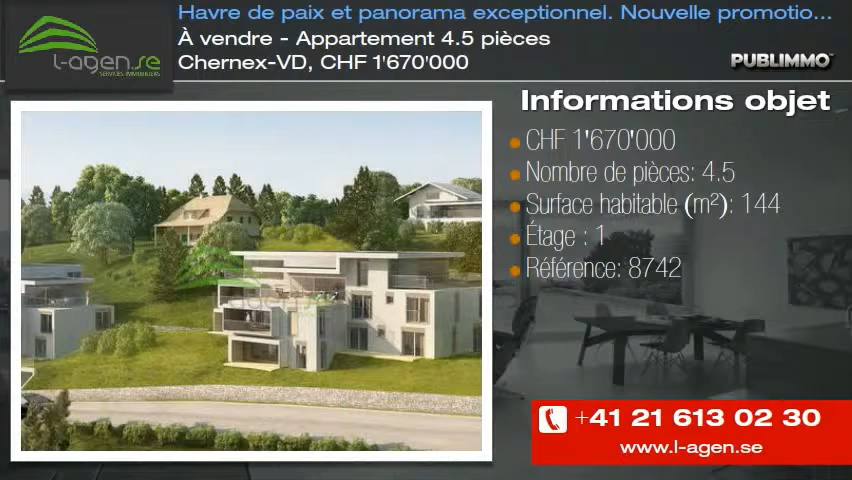 Havre de paix et panorama exceptionnel. Nouvelle promotio...
À vendre - Appartement 4.5 pièces
Chernex-VD, CHF 1'670'000
l-agen.se
SERVICES IMMOBILIERS
PUBLIMMO
Informations objet
CHF 1'670'000
Nombre de pièces: 4.5
Surface habitable (m²): 144
Étage : 1
Référence: 8742
+41 21 613 02 30
www.l-agen.se